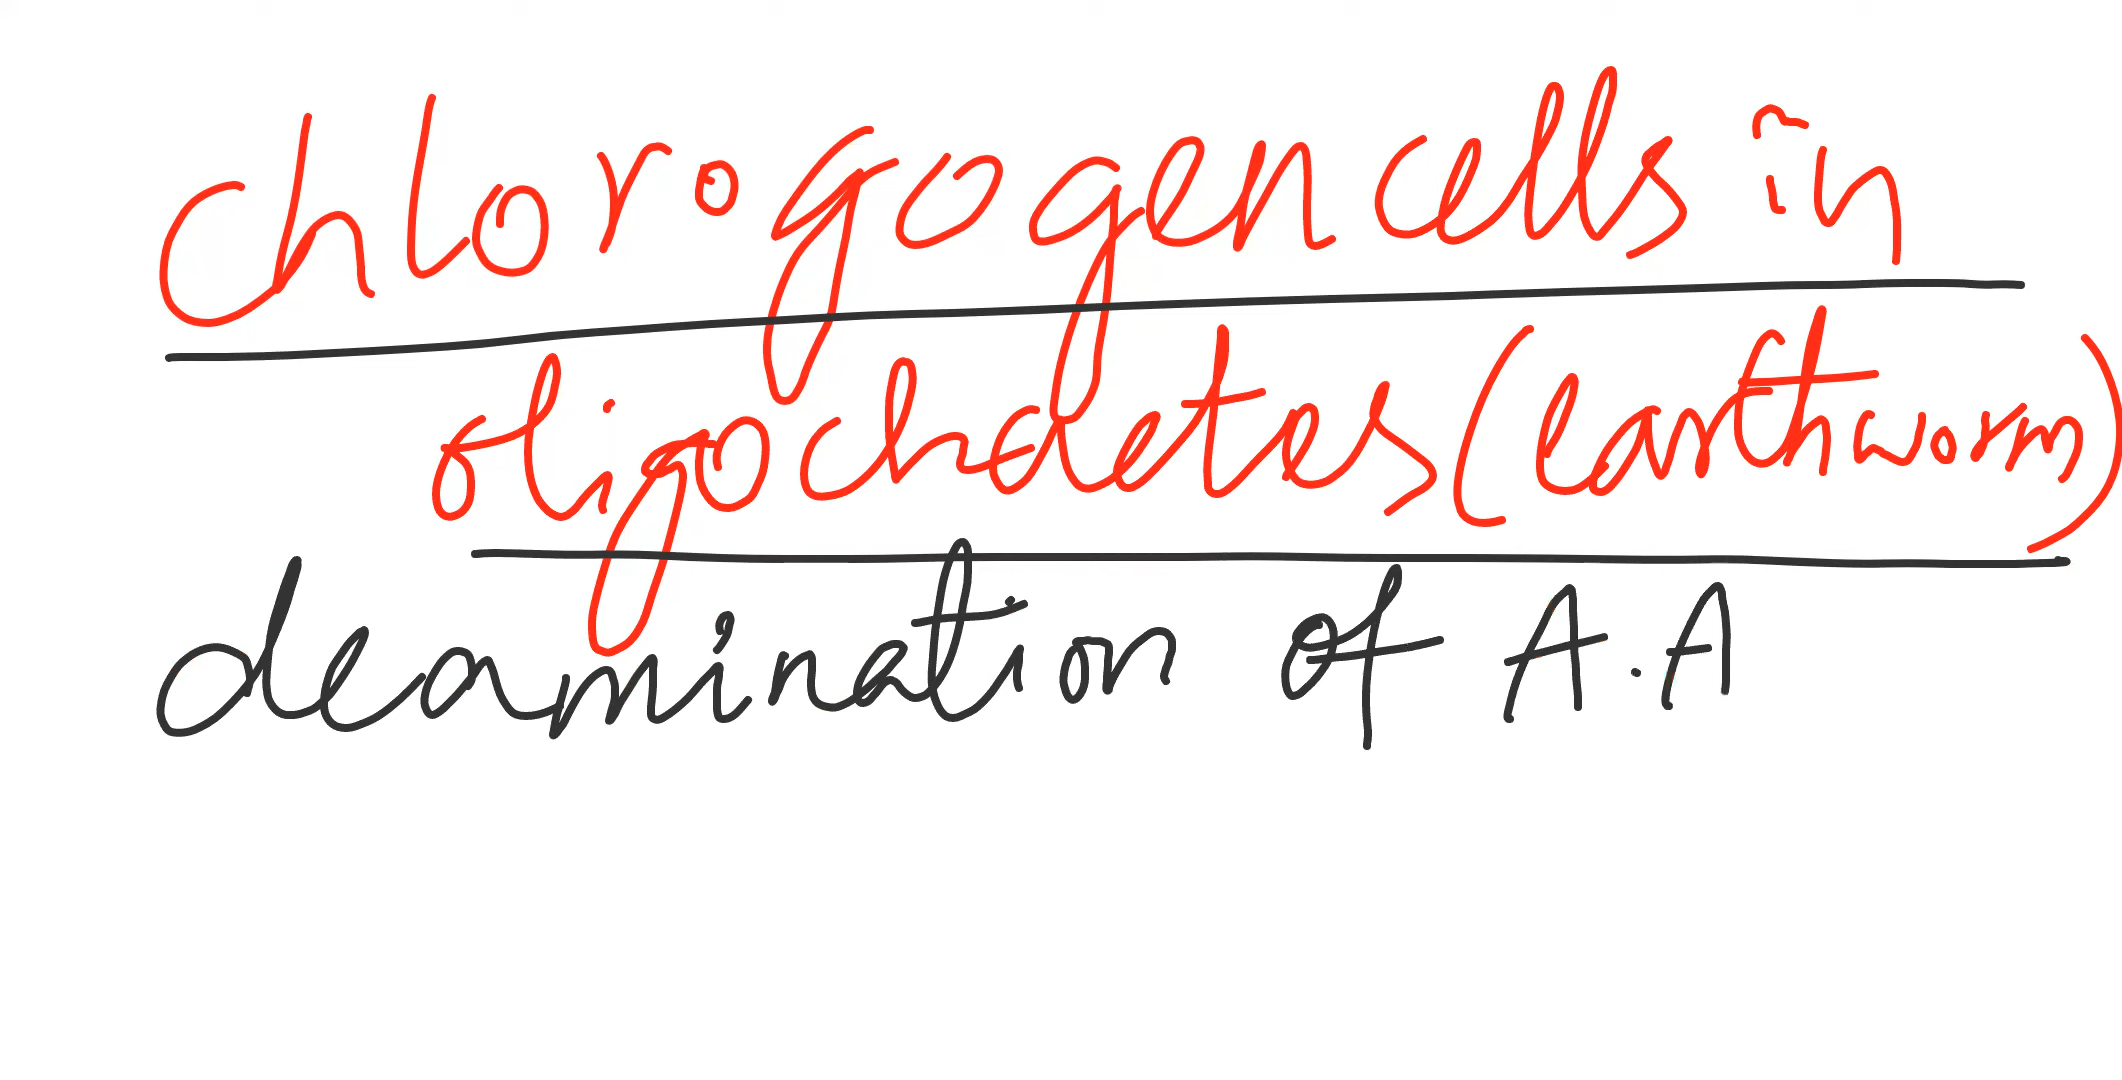 chlorogogen cells in
oligochaetes (earthworm)
deamination of A.A